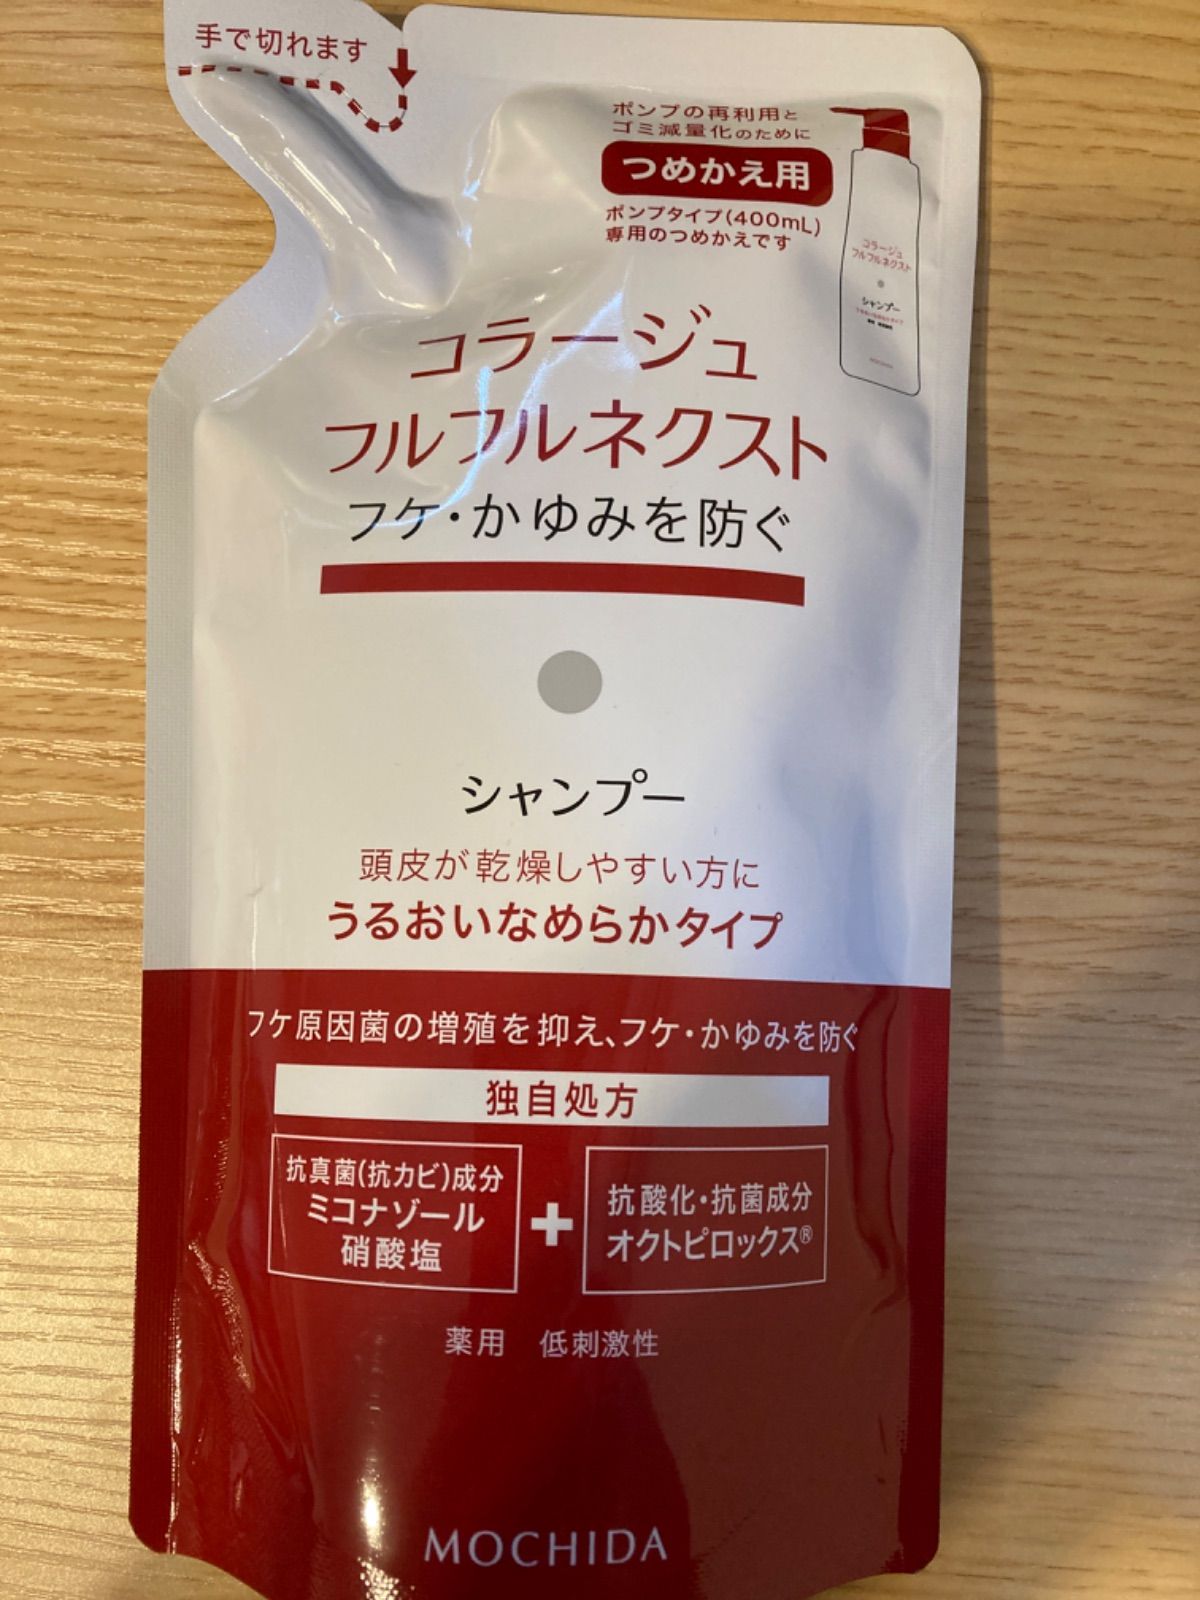 手で切れます
ポンプの再利用と
ゴミ減量化のために
つめかえ用
ポンプタイプ(400mL)
専用のつめかえです
コラージュ
フルフルネクスト
シャンプー
MOCHIDA
コラージュ
フルフルネクスト
フケ・かゆみを防ぐ
シャンプー
頭皮が乾燥しやすい方に
うるおいなめらかタイプ
フケ原因菌の増殖を抑え、フケ・かゆみを防ぐ
独自処方
抗真菌(抗カビ)成分
ミコナゾール
硝酸塩
+
抗酸化・抗菌成分
オクトピロックス®
薬用 低刺激性
MOCHIDA